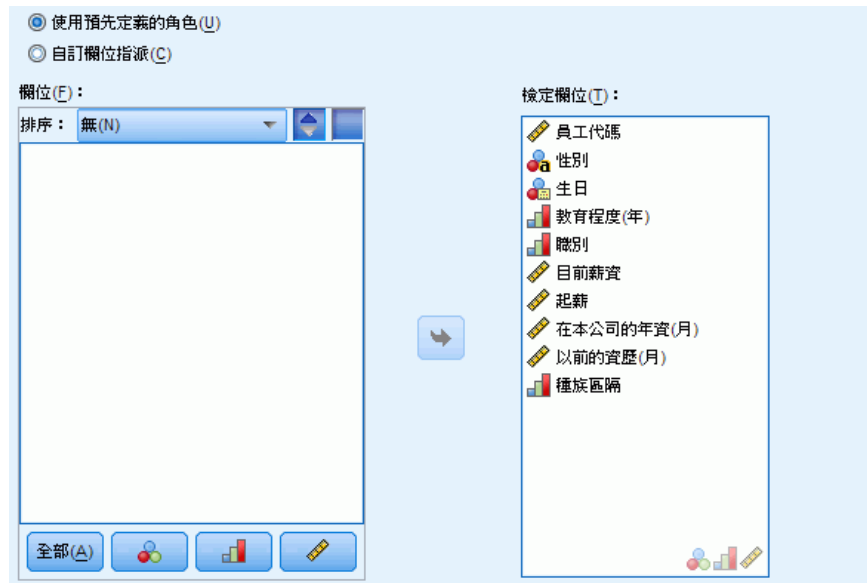 使用預先定義的角色(U)
自訂欄位指派(C)
欄位(F)：
排序： 無(N)
全部(A)
檢定欄位(T)：
員工代碼
性別
生日
教育程度(年)
職別
目前薪資
起薪
在本公司的年資(月)
以前的資歷(月)
種族區隔